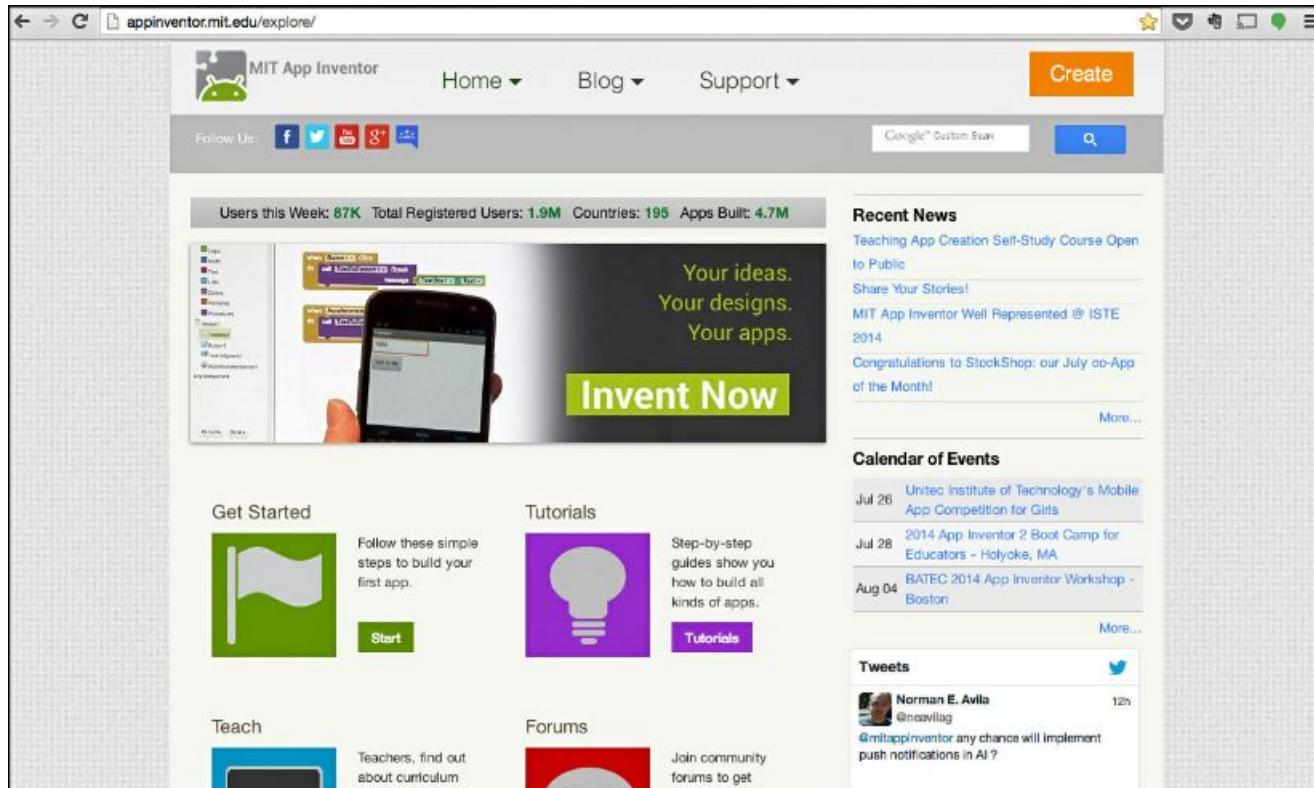 appinventor.mit.edu/explore/
MIT App Inventor
Home
Blog
Support
Create
Follow Us:
f
You
8+
Google™ Custom Sear
Users this Week: 87K Total Registered Users: 1.9M Countries: 195 Apps Built: 4.7M
Your ideas.
Your designs.
Your apps.
Invent Now
Get Started
Follow these simple
steps to build your
first app.
Start
Tutorials
Step-by-step
guides show you
how to build all
kinds of apps.
Tutorials
Teach
Teachers, find out
about curriculum
Forums
Join community
forums to get
Recent News
Teaching App Creation Self-Study Course Open
to Public
Share Your Stories!
MIT App Inventor Well Represented @ ISTE
2014
Congratulations to StockShop: our July co-App
of the Month!
More...
Calendar of Events
Jul 26 Unitec Institute of Technology's Mobile
App Competition for Girls
Jul 28 2014 App Inventor 2 Boot Camp for
Educators - Holyoke, MA
Aug 04 BATEC 2014 App Inventor Workshop -
Boston
More...
Tweets
Norman E. Avila 12h
@neavilag
@mitappinventor any chance will implement
push notifications in AI ?